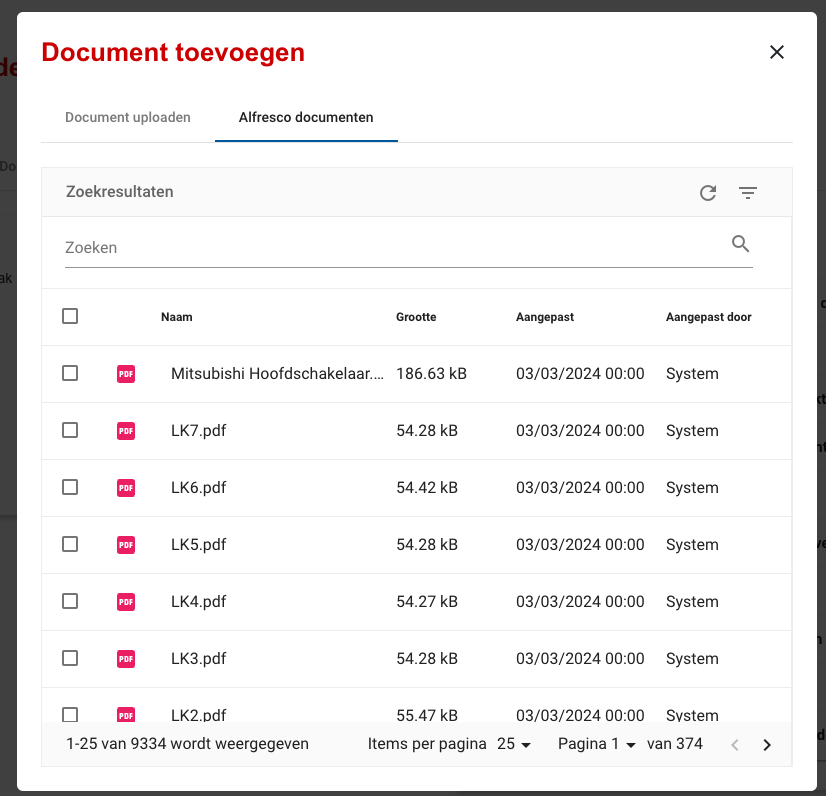 Document toevoegen
Document uploaden Alfresco documenten
Zoekresultaten
Zoeken
Naam Grootte Aangepast Aangepast door
PDF Mitsubishi Hoofdschakelaar.... 186.63 kB 03/03/2024 00:00 System
PDF LK7.pdf 54.28 kB 03/03/2024 00:00 System
PDF LK6.pdf 54.42 kB 03/03/2024 00:00 System
PDF LK5.pdf 54.28 kB 03/03/2024 00:00 System
PDF LK4.pdf 54.27 kB 03/03/2024 00:00 System
PDF LK3.pdf 54.28 kB 03/03/2024 00:00 System
PDF LK2.pdf 55.47 kB 03/03/2024 00:00 System
1-25 van 9334 wordt weergegeven Items per pagina 25 Pagina 1 van 374